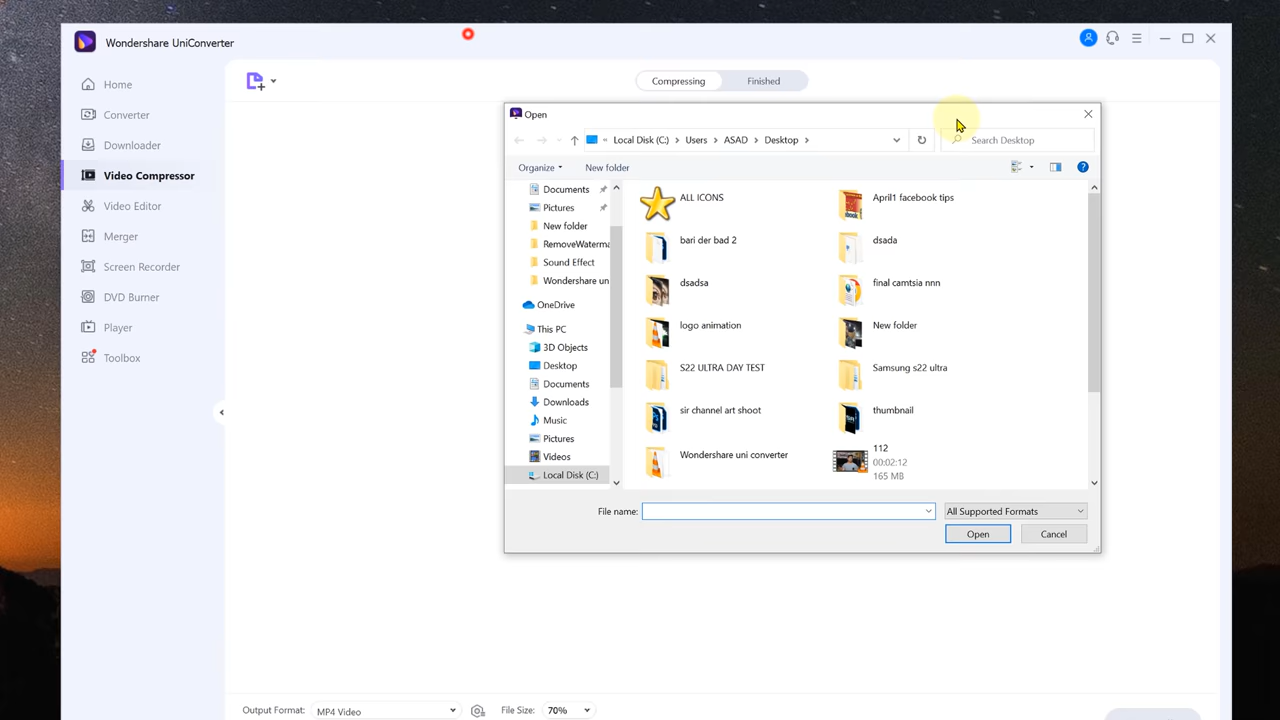 Wondershare UniConverter
Home
Converter
Downloader
Video Compressor
Video Editor
Merger
Screen Recorder
DVD Burner
Player
Toolbox
Compressing
Finished
Open
« Local Disk (C:) › Users › ASAD › Desktop ›
Search Desktop
Organize
New folder
Documents
Pictures
New folder
RemoveWaterma
Sound Effect
Wondershare un
OneDrive
This PC
3D Objects
Desktop
Documents
Downloads
Music
Pictures
Videos
Local Disk (C:)
ALL ICONS
April1 facebook tips
bari der bad 2
dsada
dsadsa
final camtsia nnn
logo animation
New folder
S22 ULTRA DAY TEST
Samsung s22 ultra
sir channel art shoot
thumbnail
Wondershare uni converter
112
00:02:12
165 MB
File name:
All Supported Formats
Open
Cancel
Output Format: MP4 Video
File Size: 70%